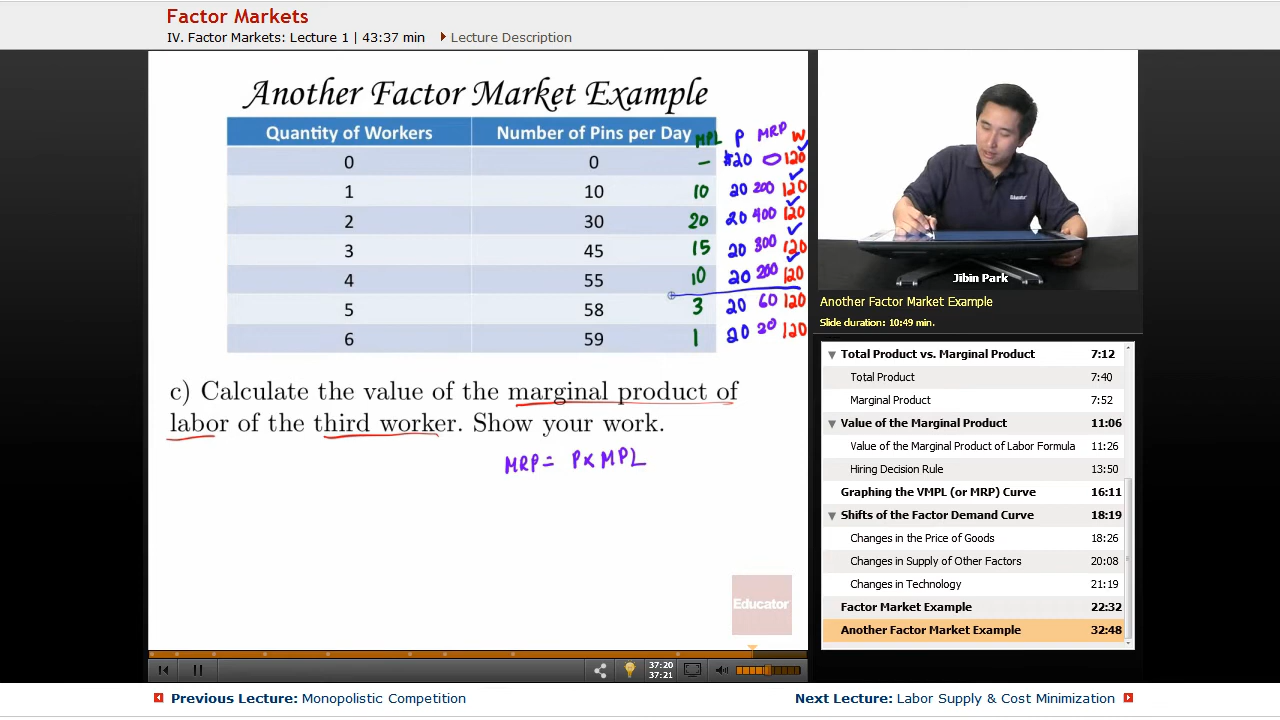 Factor Markets
IV. Factor Markets: Lecture 1 | 43:37 min Lecture Description
Another Factor Market Example
Quantity of Workers Number of Pins per Day MPL P MRP W
0 0 – $20 0 120
1 10 10 20 200 120
2 30 20 20 400 120
3 45 15 20 300 120
4 55 10 20 200 120
5 58 3 20 60 120
6 59 1 20 20 120
c) Calculate the value of the marginal product of
labor of the third worker. Show your work.
MRP = P x MPL
Educator
Educator
Jibin Park
Another Factor Market Example
Slide duration: 10:49 min.
Total Product vs. Marginal Product 7:12
Total Product 7:40
Marginal Product 7:52
Value of the Marginal Product 11:06
Value of the Marginal Product of Labor Formula 11:26
Hiring Decision Rule 13:50
Graphing the VMPL (or MRP) Curve 16:11
Shifts of the Factor Demand Curve 18:19
Changes in the Price of Goods 18:26
Changes in Supply of Other Factors 20:08
Changes in Technology 21:19
Factor Market Example 22:32
Another Factor Market Example 32:48
37:20
37:21
Previous Lecture: Monopolistic Competition Next Lecture: Labor Supply & Cost Minimization